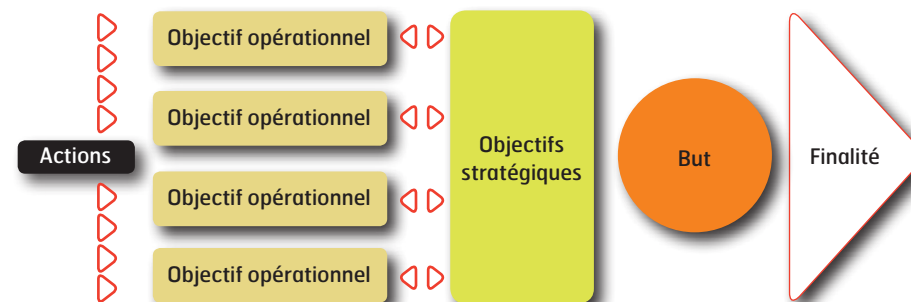 Actions
Objectif opérationnel
Objectif opérationnel
Objectif opérationnel
Objectif opérationnel
Objectifs
stratégiques
But
Finalité